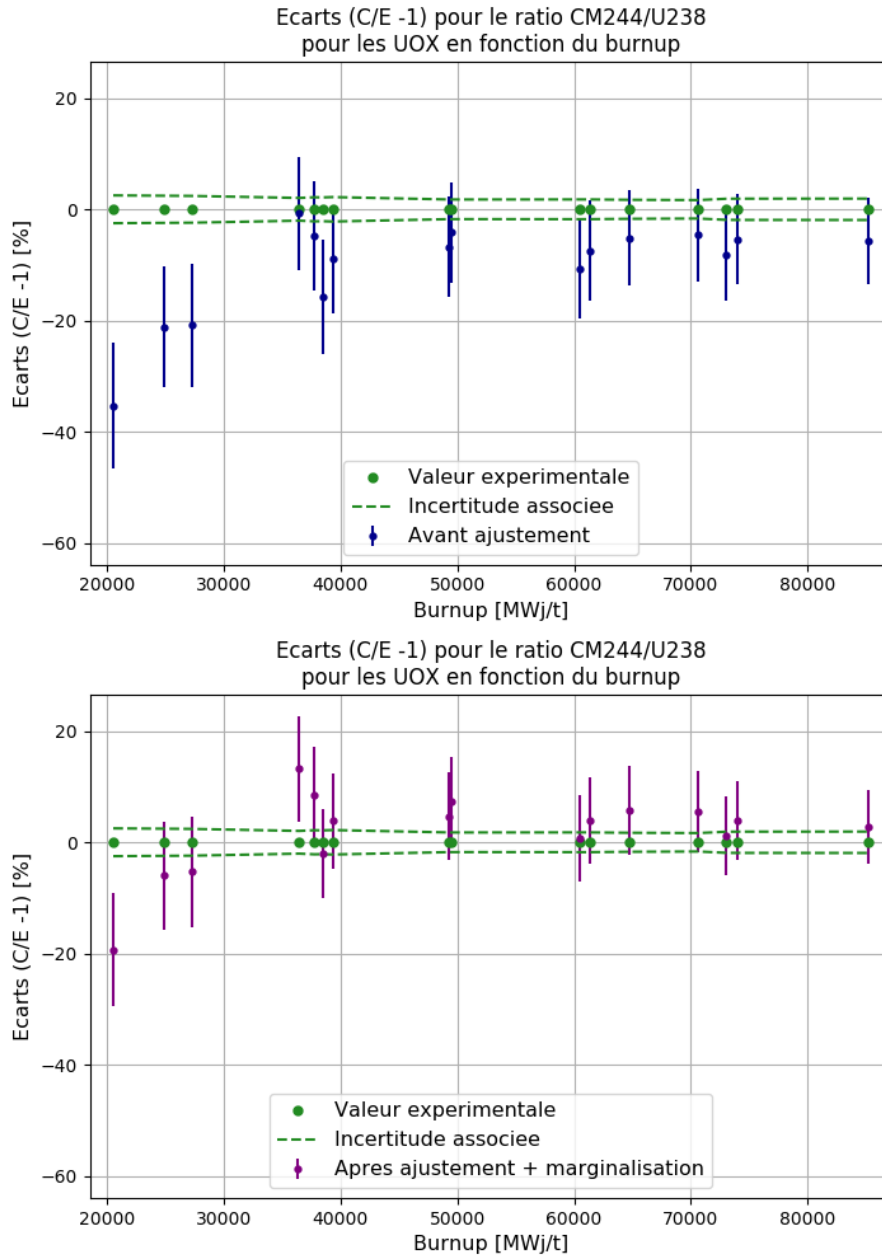 Ecarts (C/E -1) pour le ratio CM244/U238
pour les UOX en fonction du burnup
Ecarts (C/E -1) [%]
20
0
−20
−40
−60
Valeur experimentale
Incertitude associee
Avant ajustement
20000 30000 40000 50000 60000 70000 80000
Burnup [MWj/t]
Ecarts (C/E -1) pour le ratio CM244/U238
pour les UOX en fonction du burnup
Ecarts (C/E -1) [%]
20
0
−20
−40
−60
Valeur experimentale
Incertitude associee
Apres ajustement + marginalisation
20000 30000 40000 50000 60000 70000 80000
Burnup [MWj/t]